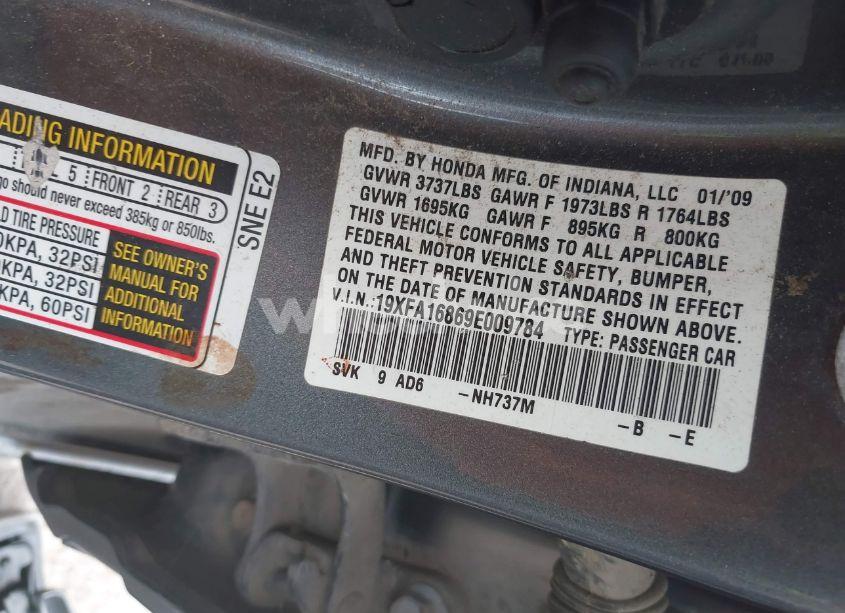 ADING INFORMATION
5 FRONT 2 REAR 3
go should never exceed 385kg or 850lbs.
D TIRE PRESSURE
0KPA, 32PSI
0KPA, 32PSI
KPA, 60PSI
SEE OWNER'S
MANUAL FOR
ADDITIONAL
INFORMATION
SNE E2
MFD. BY HONDA MFG. OF INDIANA, LLC 01/'09
GVWR 3737LBS GAWR F 1973LBS R 1764LBS
GVWR 1695KG GAWR F 895KG R 800KG
THIS VEHICLE CONFORMS TO ALL APPLICABLE
FEDERAL MOTOR VEHICLE SAFETY, BUMPER,
AND THEFT PREVENTION STANDARDS IN EFFECT
ON THE DATE OF MANUFACTURE SHOWN ABOVE.
V.I.N.:19XFA16869E009784 TYPE: PASSENGER CAR
SVK 9 AD6 -NH737M -B -E